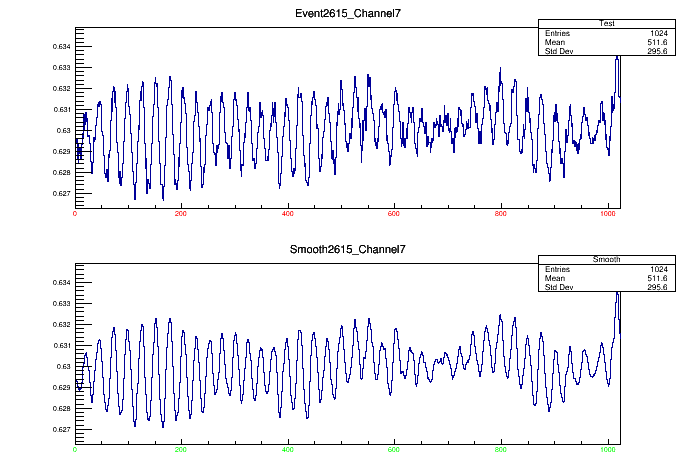 Event2615_Channel7
Test
Entries 1024
Mean 511.6
Std Dev 295.6
0.634
0.633
0.632
0.631
0.63
0.629
0.628
0.627
0 200 400 600 800 1000
Smooth2615_Channel7
Smooth
Entries 1024
Mean 511.6
Std Dev 295.6
0.634
0.633
0.632
0.631
0.63
0.629
0.628
0.627
0 200 400 600 800 1000